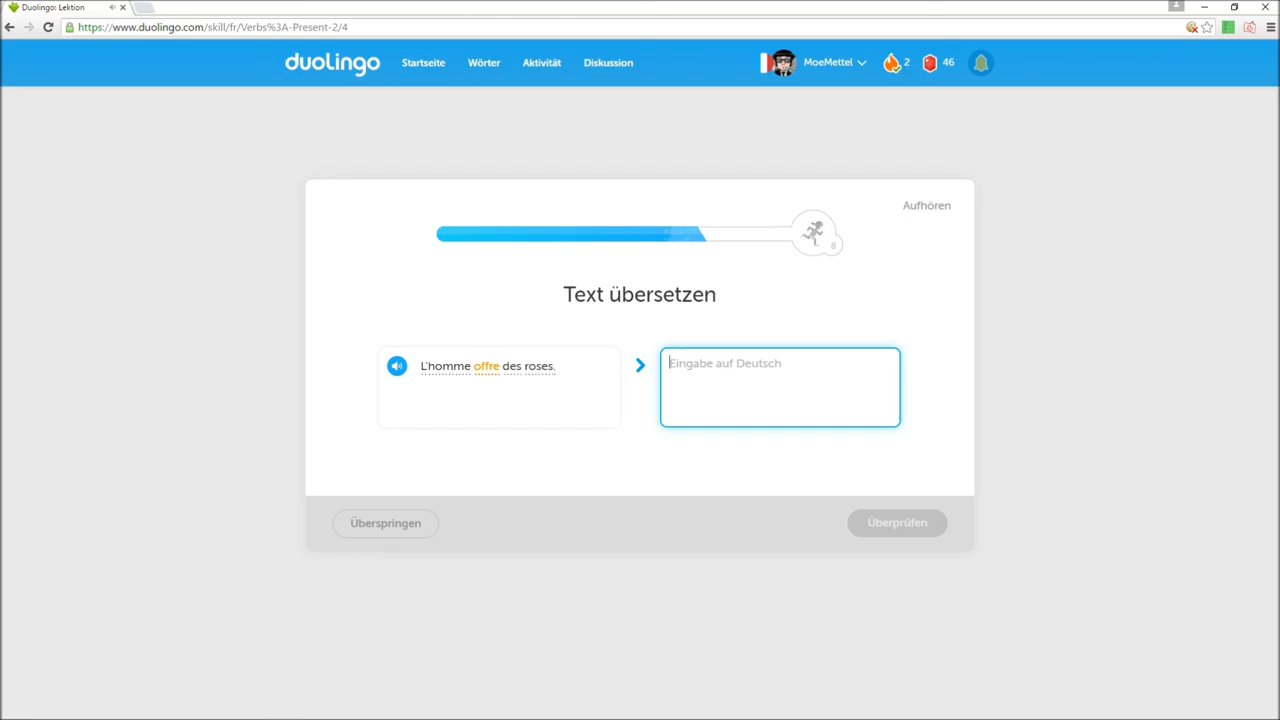 Duolingo: Lektion
https://www.duolingo.com/skill/fr/Verbs%3A-Present-2/4
duolingo Startseite Wörter Aktivität Diskussion MoeMettel 2 46
Aufhören
8
Text übersetzen
L'homme offre des roses. Eingabe auf Deutsch
Überspringen Überprüfen